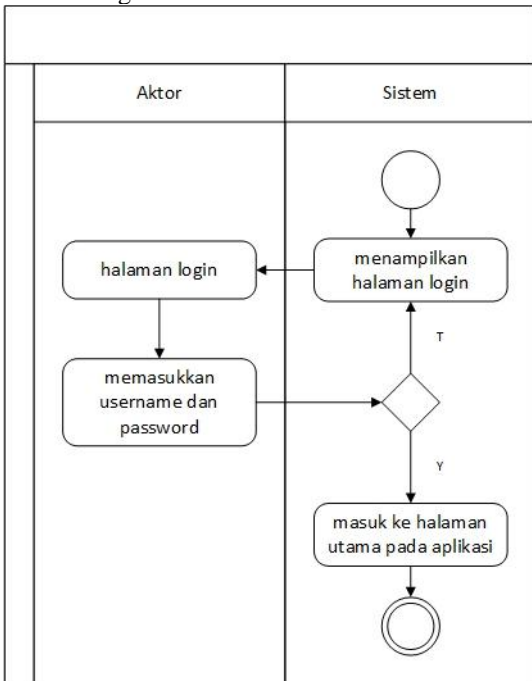 Aktor
Sistem
menampilkan
halaman login
halaman login
T
memasukkan
username dan
password
Y
masuk ke halaman
utama pada aplikasi